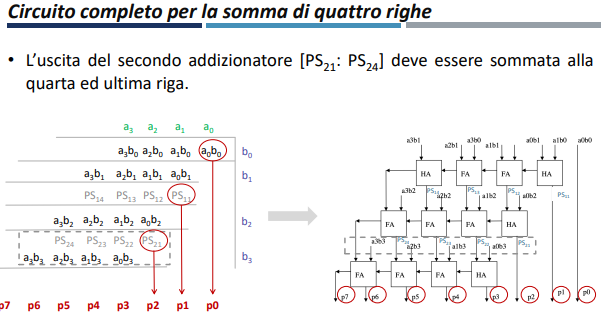 Circuito completo per la somma di quattro righe
• L'uscita del secondo addizionatore [PS21: PS24] deve essere sommata alla
quarta ed ultima riga.
a3 a2 a1 a0
a3b0 a2b0 a1b0 a0b0 b0
a3b1 a2b1 a1b1 a0b1 b1
PS14 PS13 PS12 PS11
a3b2 a2b2 a1b2 a0b2 b2
PS24 PS23 PS22 PS21
a3b3 a2b3 a1b3 a0b3 b3
p7 p6 p5 p4 p3 p2 p1 p0
a3b1 a3b0 a0b1 a1b0 a0b0
a2b1 a2b0 a1b1
HA FA FA HA
PS11
a3b2 a2b2 a1b2 a0b2
FA FA FA HA
PS21
a3b3 a2b3 a1b3 a0b3
FA FA FA HA
p7 p6 p5 p4 p3 p2 p1 p0